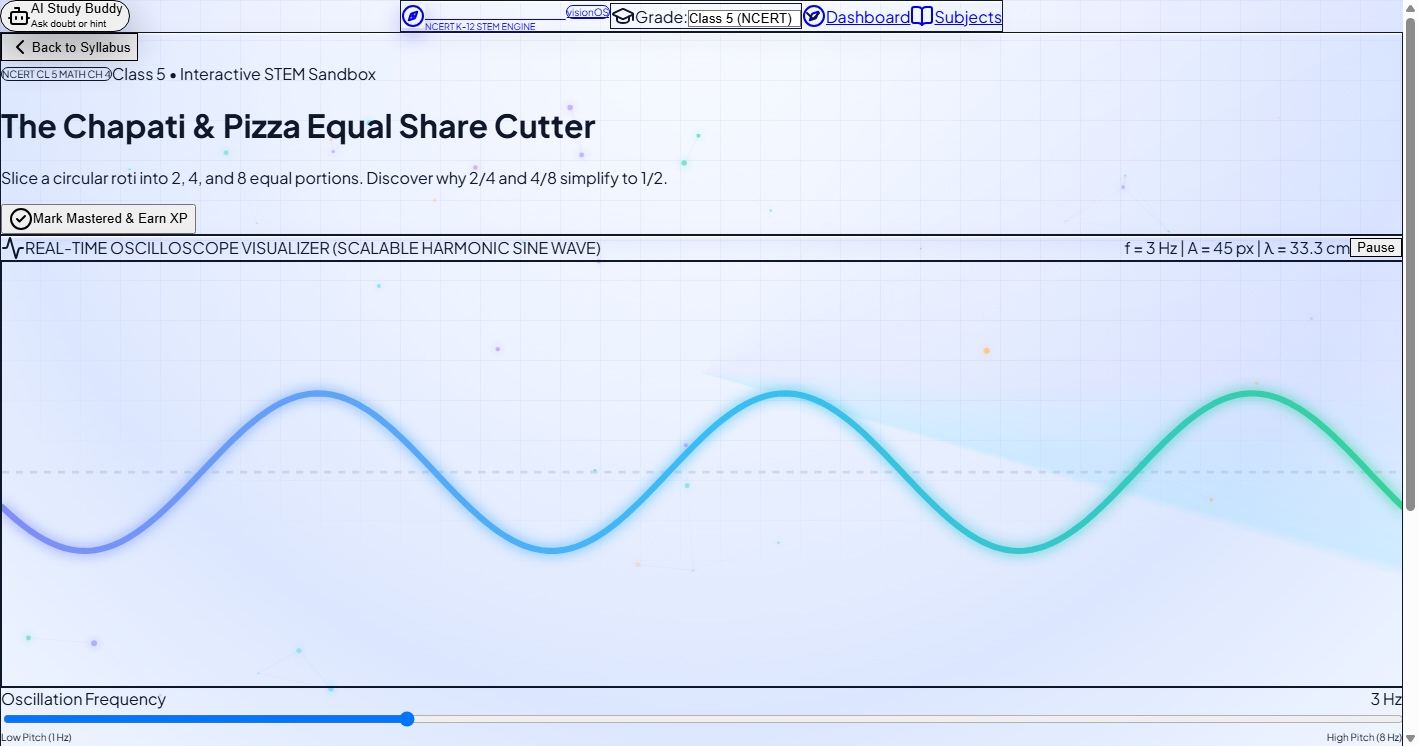 AI Study Buddy
Ask doubt or hint
visionOS
NCERT K-12 STEM ENGINE
Grade: Class 5 (NCERT)
Dashboard Subjects
Back to Syllabus
NCERT CL 5 MATH CH 4 Class 5 • Interactive STEM Sandbox
The Chapati & Pizza Equal Share Cutter
Slice a circular roti into 2, 4, and 8 equal portions. Discover why 2/4 and 4/8 simplify to 1/2.
Mark Mastered & Earn XP
REAL-TIME OSCILLOSCOPE VISUALIZER (SCALABLE HARMONIC SINE WAVE) f = 3 Hz | A = 45 px | λ = 33.3 cm Pause
Oscillation Frequency 3 Hz
Low Pitch (1 Hz) High Pitch (8 Hz)